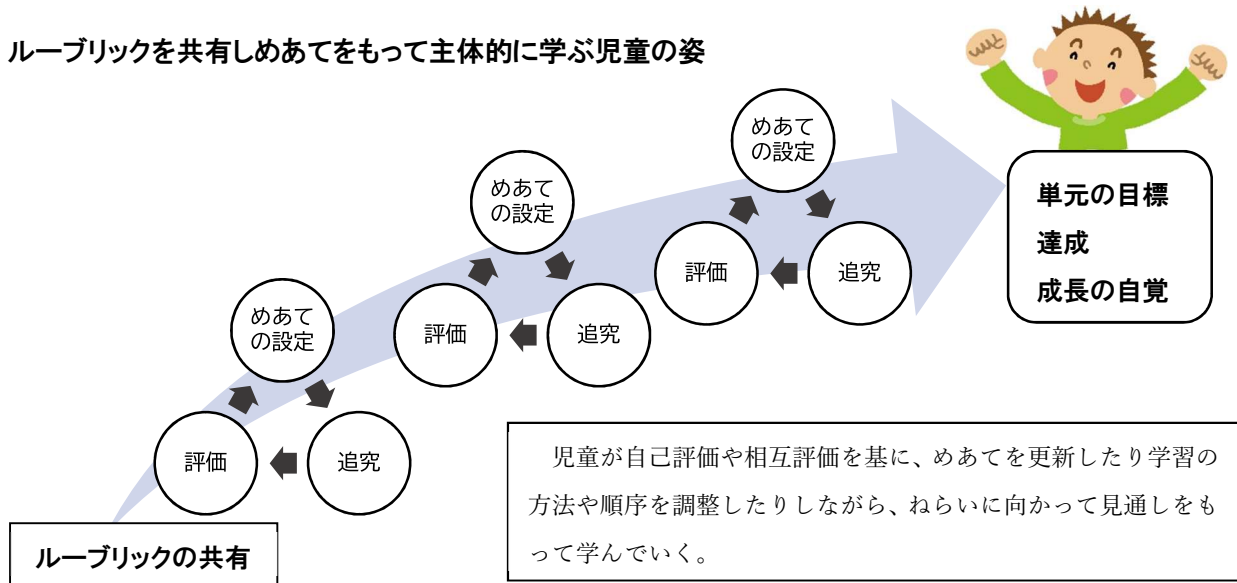 ルーブリックを共有しめあてをもって主体的に学ぶ児童の姿
めあて
の設定
追究
評価
めあて
の設定
追究
評価
めあて
の設定
追究
評価
単元の目標
達成
成長の自覚
ルーブリックの共有
児童が自己評価や相互評価を基に、めあてを更新したり学習の
方法や順序を調整したりしながら、ねらいに向かって見通しをも
って学んでいく。